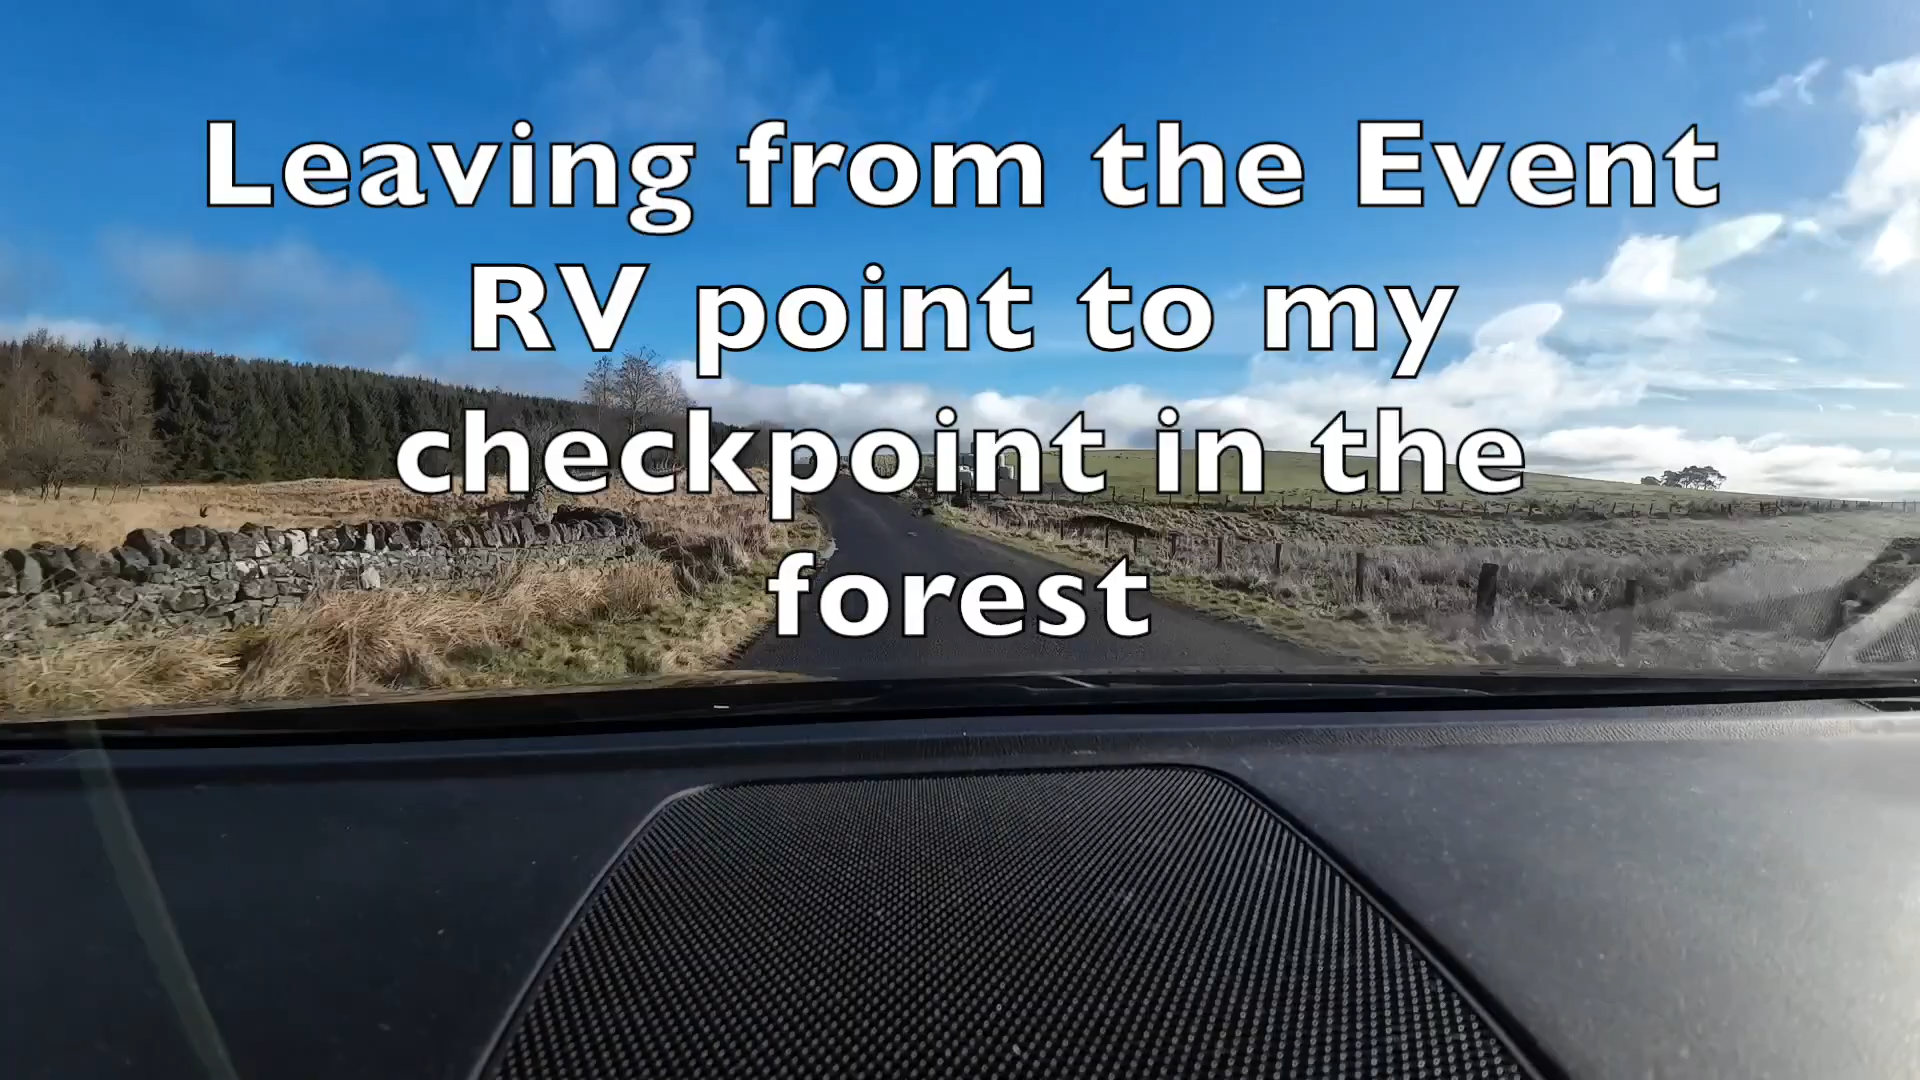 Leaving from the Event
RV point to my
checkpoint in the
forest